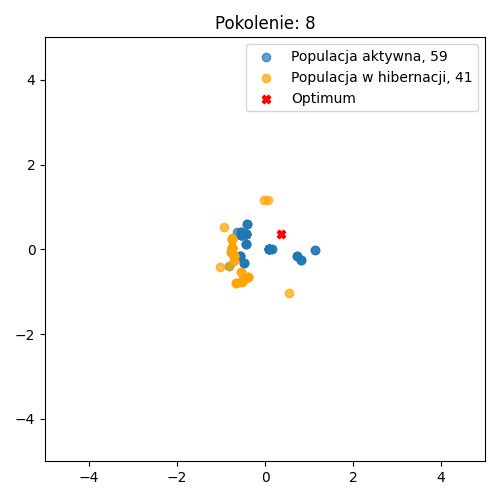 Pokolenie: 8
Populacja aktywna, 59
Populacja w hibernacji, 41
Optimum
4
2
0
−2
−4
−4 −2 0 2 4